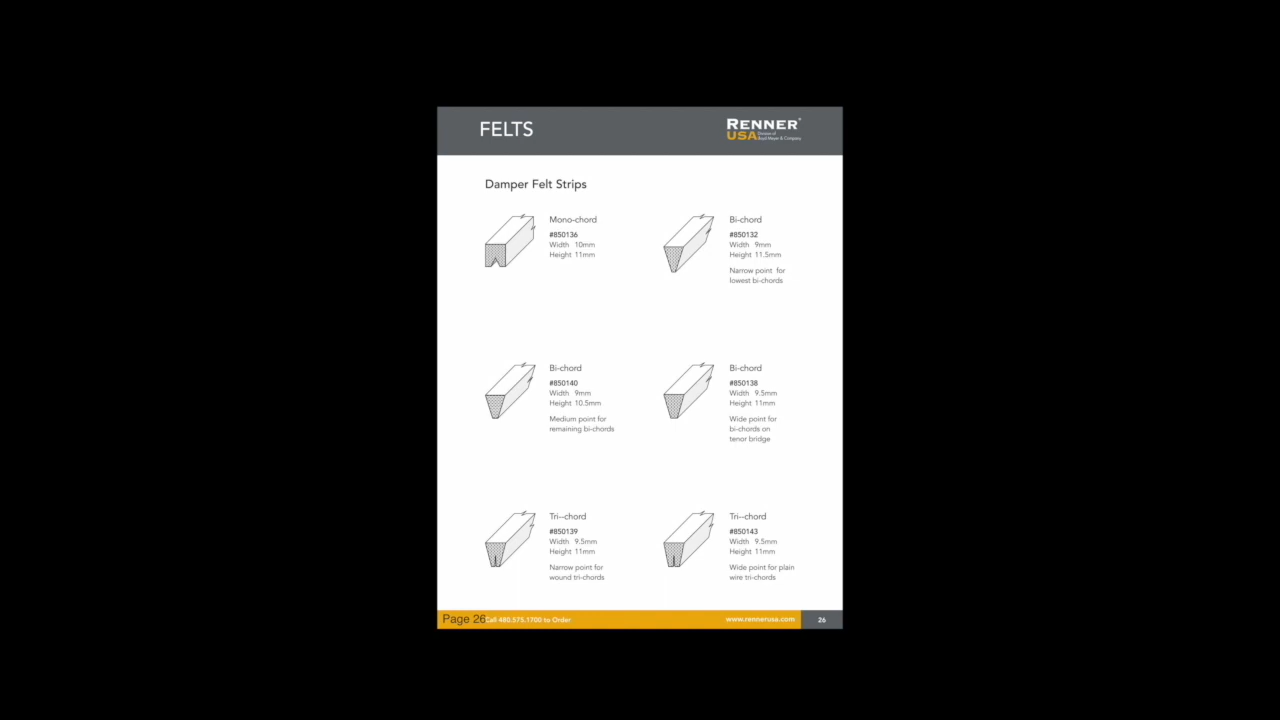 FELTS
RENNER®
USA Division of
Lloyd Meyer & Company
Damper Felt Strips
Mono-chord
#850136
Width 10mm
Height 11mm
Bi-chord
#850132
Width 9mm
Height 11.5mm
Narrow point for
lowest bi-chords
Bi-chord
#850140
Width 9mm
Height 10.5mm
Medium point for
remaining bi-chords
Bi-chord
#850138
Width 9.5mm
Height 11mm
Wide point for
bi-chords on
tenor bridge
Tri--chord
#850139
Width 9.5mm
Height 11mm
Narrow point for
wound tri-chords
Tri--chord
#850143
Width 9.5mm
Height 11mm
Wide point for plain
wire tri-chords
Page 26
Call 480.575.1700 to Order
www.rennerusa.com
26